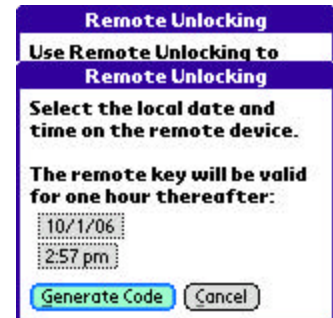 Remote Unlocking
Use Remote Unlocking to
Remote Unlocking
Select the local date and
time on the remote device.
The remote key will be valid
for one hour thereafter:
10/1/06
2:57 pm
Generate Code Cancel